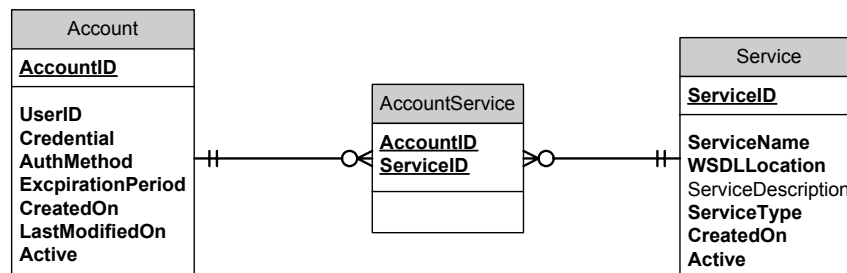 Account
AccountID
UserID
Credential
AuthMethod
ExcpirationPeriod
CreatedOn
LastModifiedOn
Active
AccountService
AccountID
ServiceID
Service
ServiceID
ServiceName
WSDLLocation
ServiceDescription
ServiceType
CreatedOn
Active